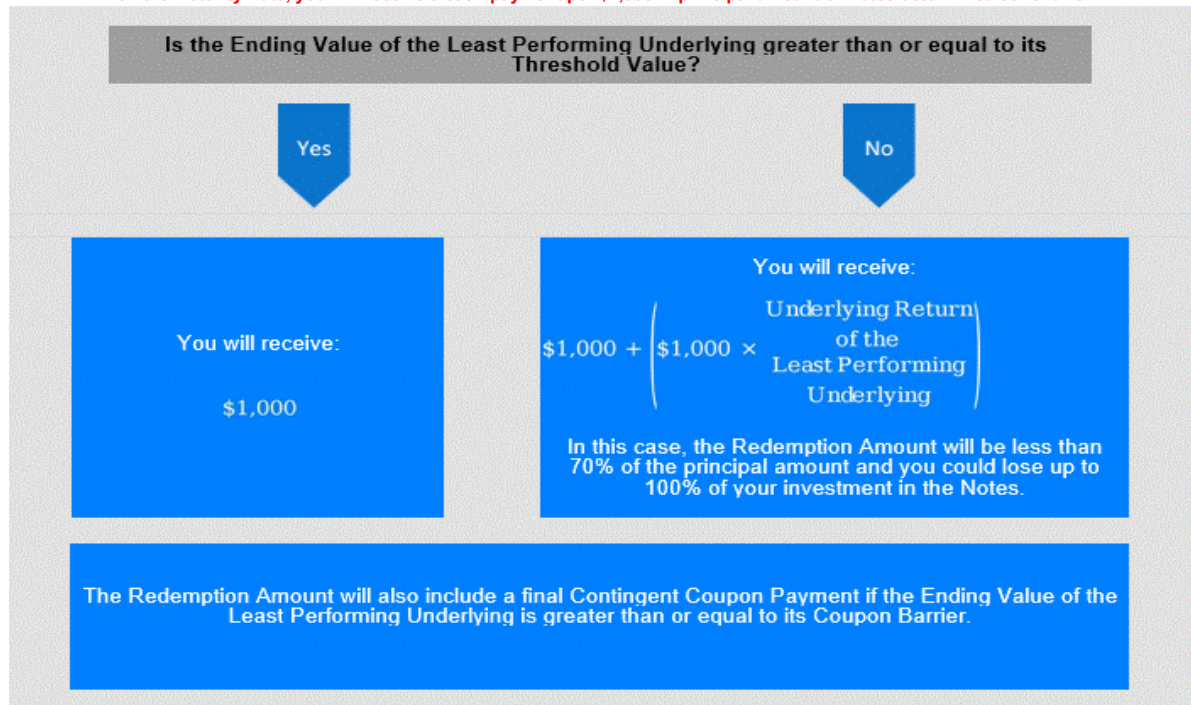 Is the Ending Value of the Least Performing Underlying greater than or equal to its
Threshold Value?
Yes
No
You will receive:
$1,000
You will receive:
$1,000 + ($1,000 × Underlying Return
of the
Least Performing
Underlying)
In this case, the Redemption Amount will be less than
70% of the principal amount and you could lose up to
100% of your investment in the Notes.
The Redemption Amount will also include a final Contingent Coupon Payment if the Ending Value of the
Least Performing Underlying is greater than or equal to its Coupon Barrier.